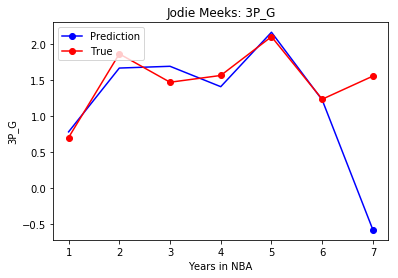 Jodie Meeks: 3P_G
Prediction
True
2.0
1.5
1.0
0.5
0.0
−0.5
3P_G
1 2 3 4 5 6 7
Years in NBA